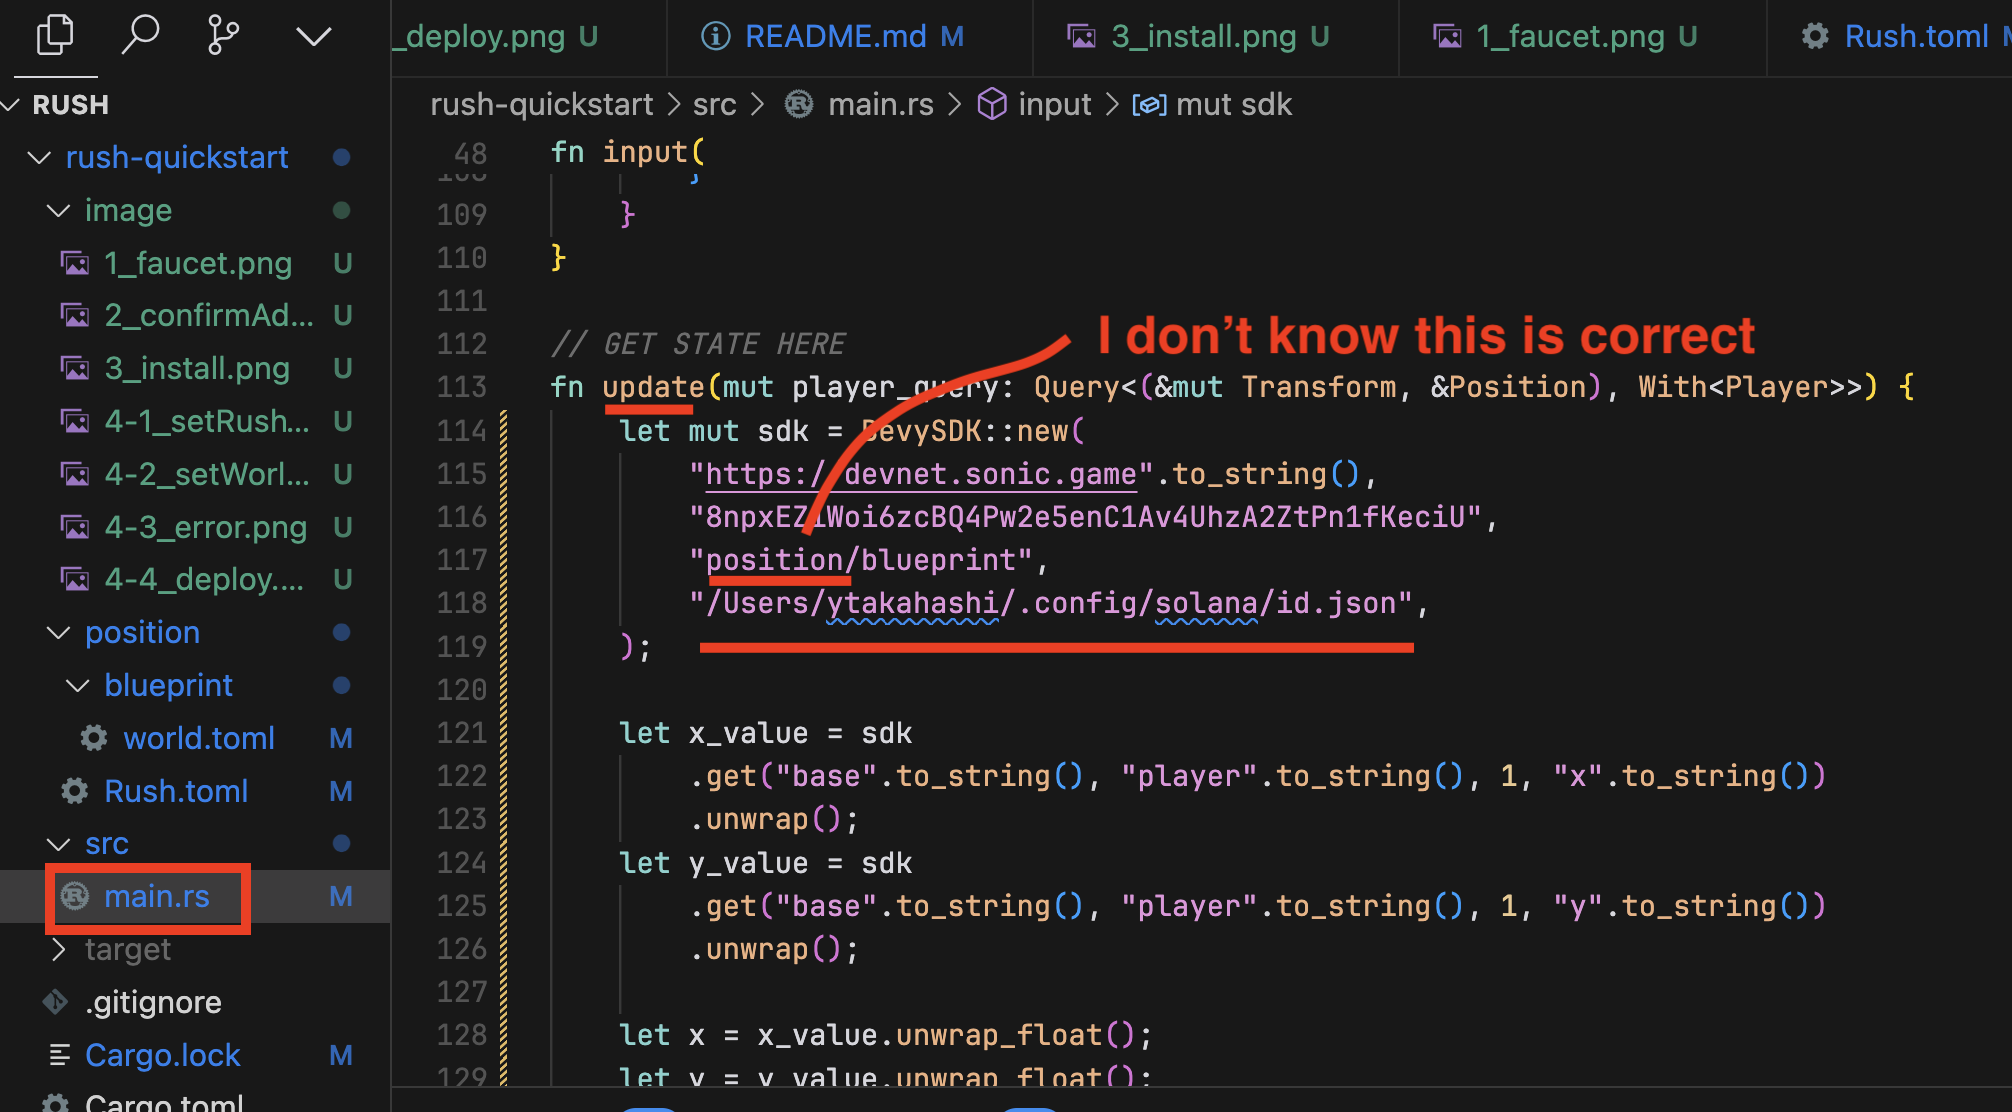 _deploy.png U
README.md M
3_install.png U
1_faucet.png U
Rush.toml
RUSH
rush-quickstart
image
1_faucet.png U
2_confirmAd... U
3_install.png U
4-1_setRush... U
4-2_setWorl... U
4-3_error.png U
4-4_deploy.... U
position
blueprint
world.toml M
Rush.toml M
src
main.rs M
target
.gitignore
Cargo.lock M
Cargo.toml
rush-quickstart > src > main.rs > input > mut sdk
48 fn input(
108 }
109 }
110 }
111
I don't know this is correct
112 // GET STATE HERE
113 fn update(mut player_query: Query<(&mut Transform, &Position), With<Player>>) {
114 let mut sdk = BevySDK::new(
115 "https://devnet.sonic.game".to_string(),
116 "8npxEZ1Woi6zcBQ4Pw2e5enC1Av4UhzA2ZtPn1fKeciU",
117 "position/blueprint",
118 "/Users/ytakahashi/.config/solana/id.json",
119 );
120
121 let x_value = sdk
122 .get("base".to_string(), "player".to_string(), 1, "x".to_string())
123 .unwrap();
124 let y_value = sdk
125 .get("base".to_string(), "player".to_string(), 1, "y".to_string())
126 .unwrap();
127
128 let x = x_value.unwrap_float();
129 let y = y_value.unwrap_float();